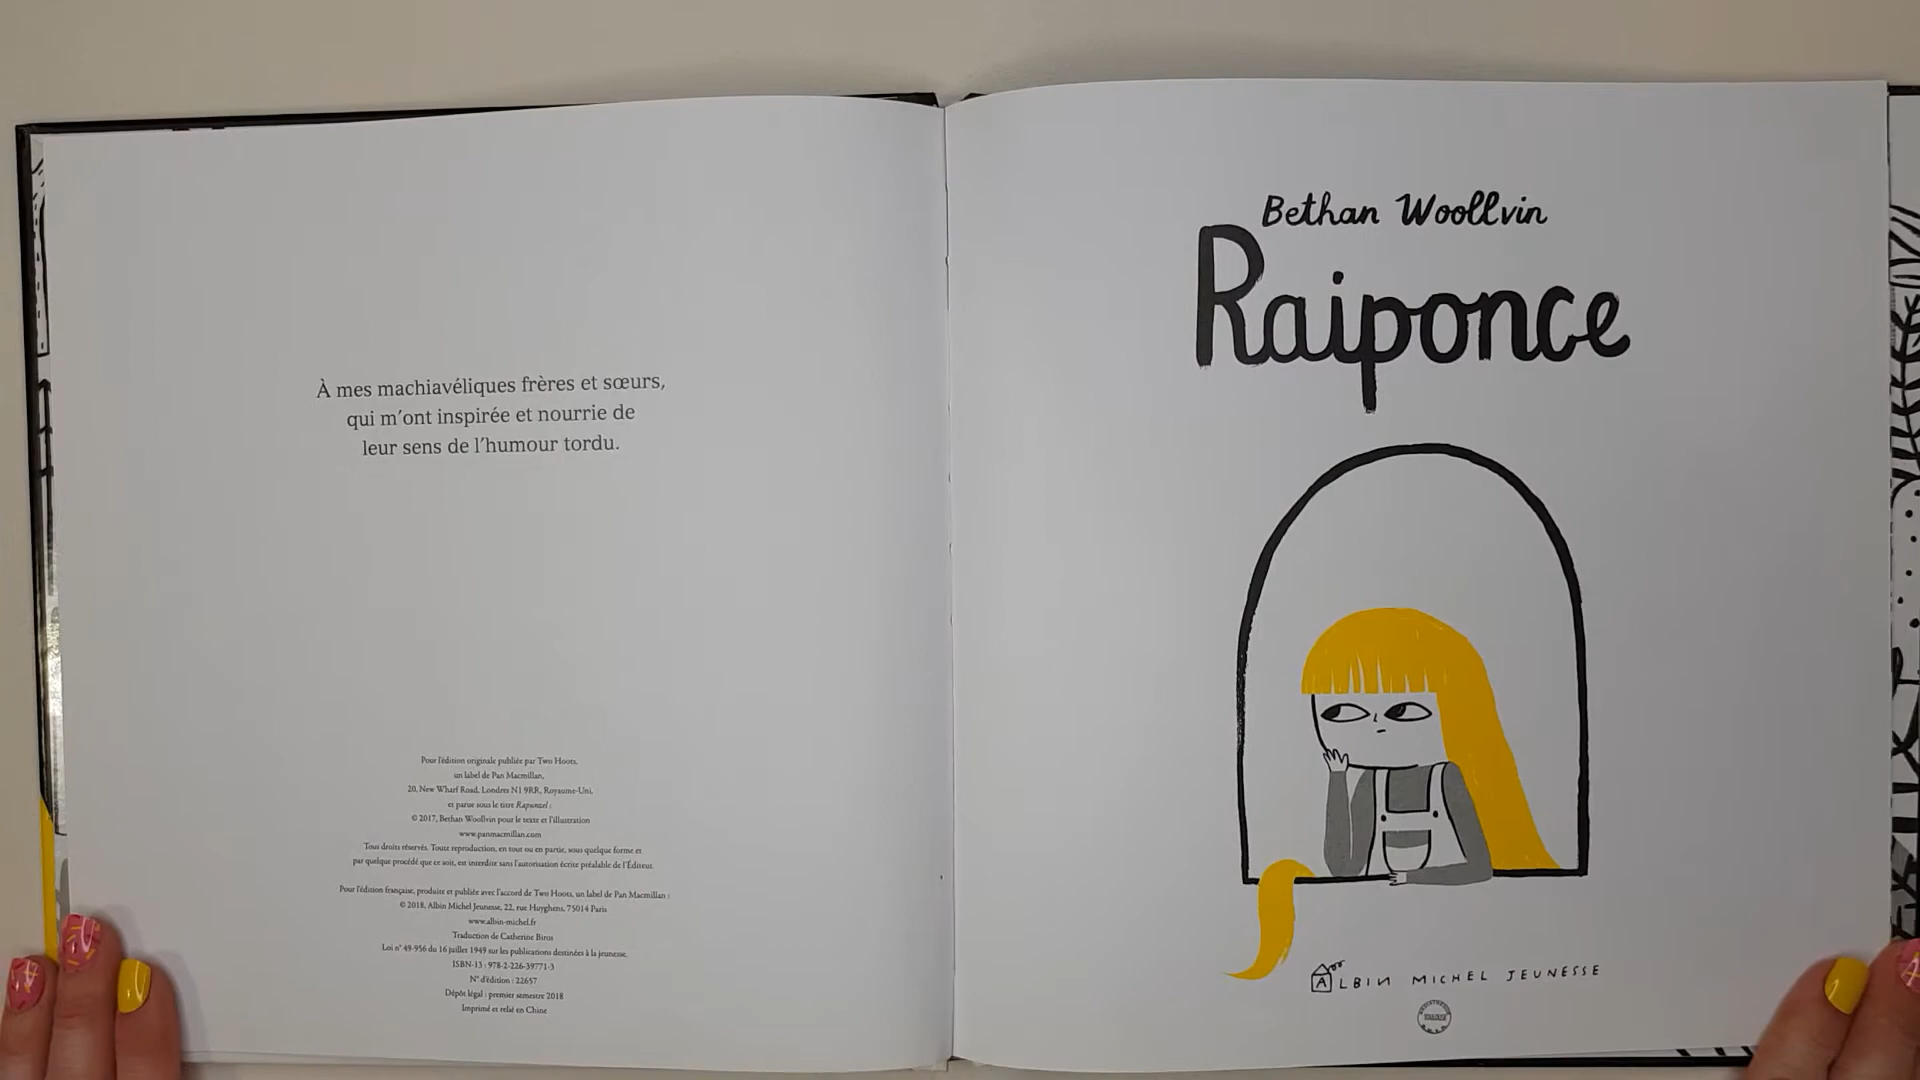 À mes machiavéliques frères et sœurs,
qui m'ont inspirée et nourrie de
leur sens de l'humour tordu.
Pour l'édition originale publiée par Two Hoots,
un label de Pan Macmillan,
20, New Wharf Road, Londres N1 9RR, Royaume-Uni,
et parue sous le titre Rapunzel :
© 2017, Bethan Woollvin pour le texte et l'illustration
www.panmacmillan.com
Tous droits réservés. Toute reproduction, en tout ou en partie, sous quelque forme et
par quelque procédé que ce soit, est interdite sans l'autorisation écrite préalable de l'Éditeur.
Pour l'édition française, produite et publiée avec l'accord de Two Hoots, un label de Pan Macmillan :
© 2018, Albin Michel Jeunesse, 22, rue Huyghens, 75014 Paris
www.albin-michel.fr
Traduction de Catherine Biros
Loi n° 49-956 du 16 juillet 1949 sur les publications destinées à la jeunesse.
ISBN-13 : 978-2-226-39771-3
N° d'édition : 22657
Dépôt légal : premier semestre 2018
Imprimé et relié en Chine
Bethan Woollvin
Raiponce
ALBIN MICHEL JEUNESSE